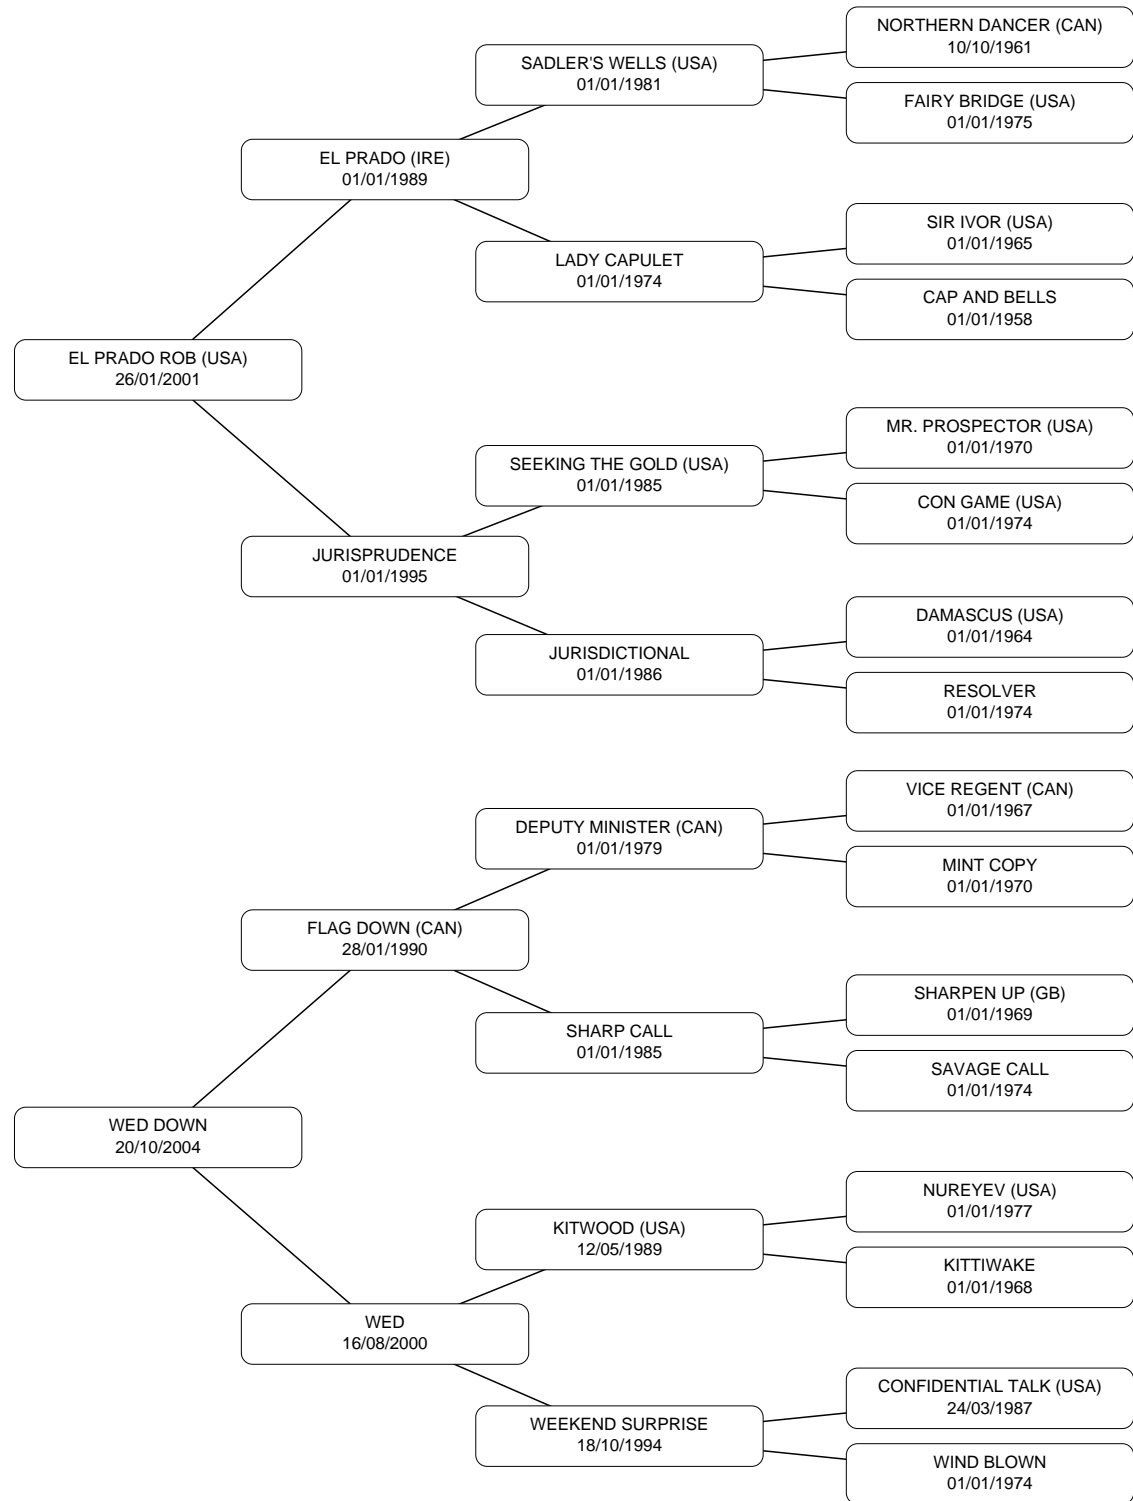 NORTHERN DANCER (CAN)
10/10/1961
SADLER'S WELLS (USA)
01/01/1981
FAIRY BRIDGE (USA)
01/01/1975
EL PRADO (IRE)
01/01/1989
SIR IVOR (USA)
01/01/1965
LADY CAPULET
01/01/1974
CAP AND BELLS
01/01/1958
EL PRADO ROB (USA)
26/01/2001
MR. PROSPECTOR (USA)
01/01/1970
SEEKING THE GOLD (USA)
01/01/1985
CON GAME (USA)
01/01/1974
JURISPRUDENCE
01/01/1995
DAMASCUS (USA)
01/01/1964
JURISDICTIONAL
01/01/1986
RESOLVER
01/01/1974
VICE REGENT (CAN)
01/01/1967
DEPUTY MINISTER (CAN)
01/01/1979
MINT COPY
01/01/1970
FLAG DOWN (CAN)
28/01/1990
SHARPEN UP (GB)
01/01/1969
SHARP CALL
01/01/1985
SAVAGE CALL
01/01/1974
WED DOWN
20/10/2004
NUREYEV (USA)
01/01/1977
KITWOOD (USA)
12/05/1989
KITTIWAKE
01/01/1968
WED
16/08/2000
CONFIDENTIAL TALK (USA)
24/03/1987
WEEKEND SURPRISE
18/10/1994
WIND BLOWN
01/01/1974